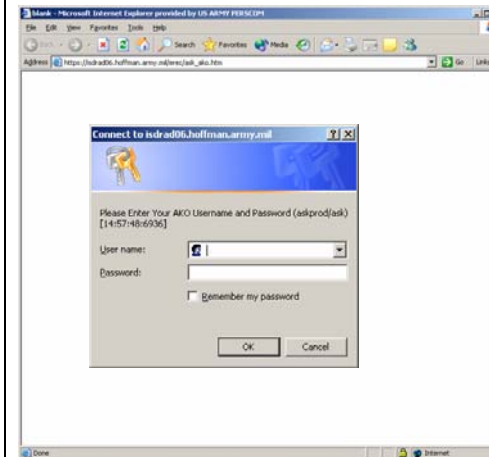 blank - Microsoft Internet Explorer provided by US ARMY PERSCOM
File Edit View Favorites Tools Help
Search Favorites Media
Address https://isdrad06.hoffman.army.mil/erec/ask_ako.htm Go Links
Connect to isdrad06.hoffman.army.mil
Please Enter Your AKO Username and Password (askprod/ask)
[14:57:48:6936]
User name:
Password:
Remember my password
OK Cancel
Done Internet